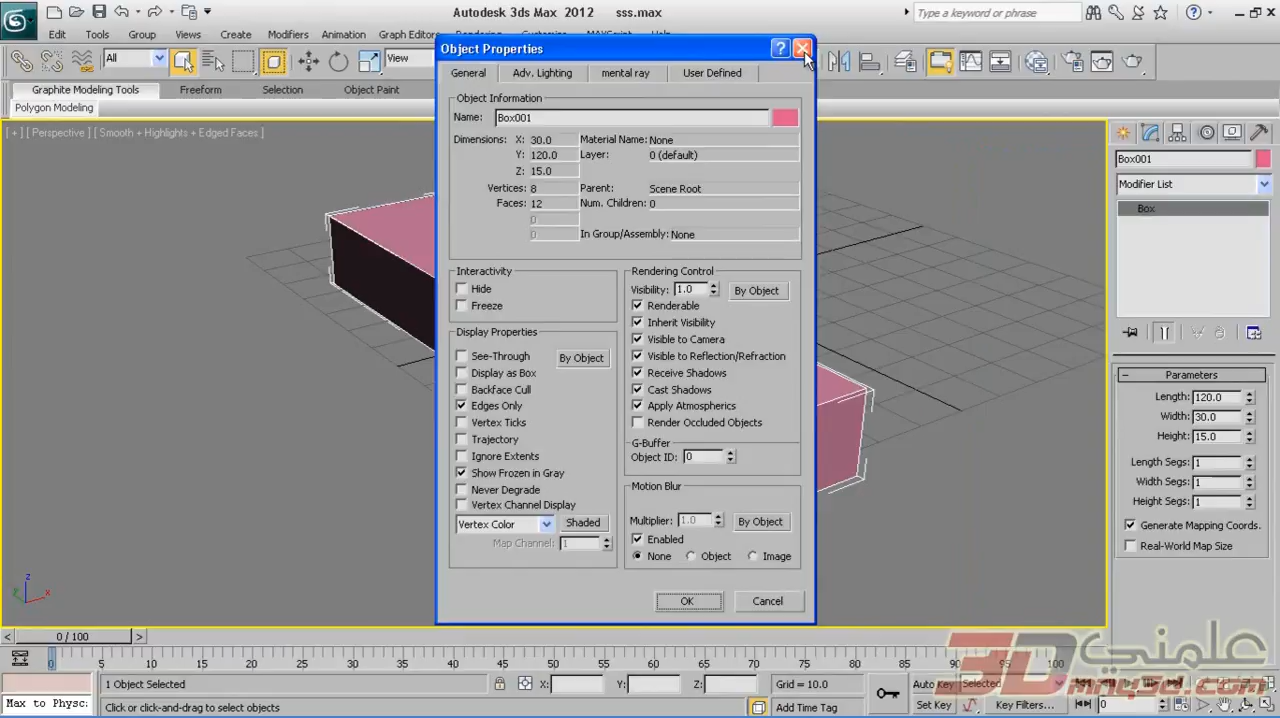 Autodesk 3ds Max 2012 sss.max
Type a keyword or phrase
Edit Tools Group Views Create Modifiers Animation Graph Editors
All
View
Graphite Modeling Tools Freeform Selection Object Paint
Polygon Modeling
[ + ] [ Perspective ] [ Smooth + Highlights + Edged Faces ]
Object Properties
General Adv. Lighting mental ray User Defined
Object Information
Name: Box001
Dimensions: X: 30.0 Material Name: None
Y: 120.0 Layer: 0 (default)
Z: 15.0
Vertices: 8 Parent: Scene Root
Faces: 12 Num. Children: 0
0
0 In Group/Assembly: None
Interactivity
Hide
Freeze
Display Properties
See-Through By Object
Display as Box
Backface Cull
Edges Only
Vertex Ticks
Trajectory
Ignore Extents
Show Frozen in Gray
Never Degrade
Vertex Channel Display
Vertex Color Shaded
Map Channel: 1
Rendering Control
Visibility: 1.0 By Object
Renderable
Inherit Visibility
Visible to Camera
Visible to Reflection/Refraction
Receive Shadows
Cast Shadows
Apply Atmospherics
Render Occluded Objects
G-Buffer
Object ID: 0
Motion Blur
Multiplier: 1.0 By Object
Enabled
None Object Image
OK Cancel
Box001
Modifier List
Box
Parameters
Length: 120.0
Width: 30.0
Height: 15.0
Length Segs: 1
Width Segs: 1
Height Segs: 1
Generate Mapping Coords.
Real-World Map Size
z
x
y
< 0 / 100 >
0 5 10 15 20 25 30 35 40 45 50 55 60 65 70 75 80 85 90 95 100
1 Object Selected X: Y: Z: Grid = 10.0 Auto Key Selected
Max to Physc: Click or click-and-drag to select objects Add Time Tag Set Key Key Filters... 0
3D علمني